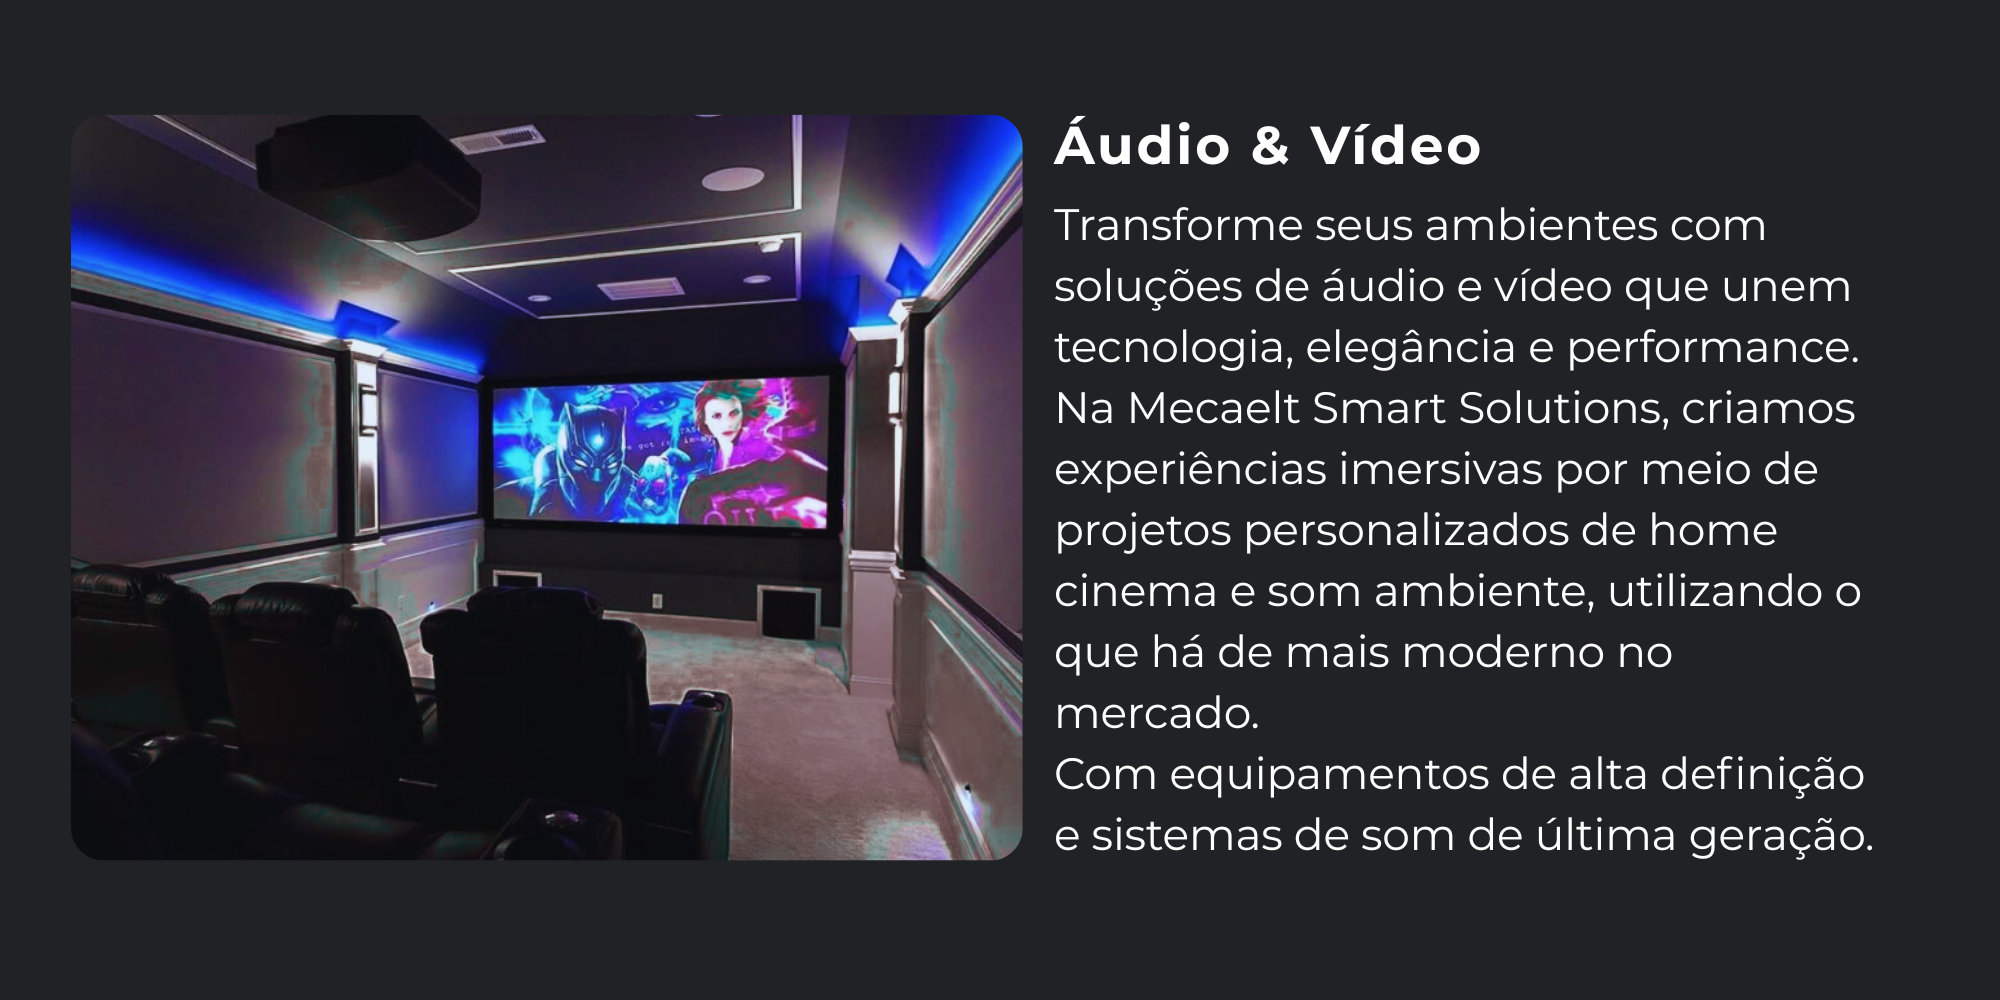 Áudio & Vídeo
Transforme seus ambientes com
soluções de áudio e vídeo que unem
tecnologia, elegância e performance.
Na Mecaelt Smart Solutions, criamos
experiências imersivas por meio de
projetos personalizados de home
cinema e som ambiente, utilizando o
que há de mais moderno no
mercado.
Com equipamentos de alta definição
e sistemas de som de última geração.